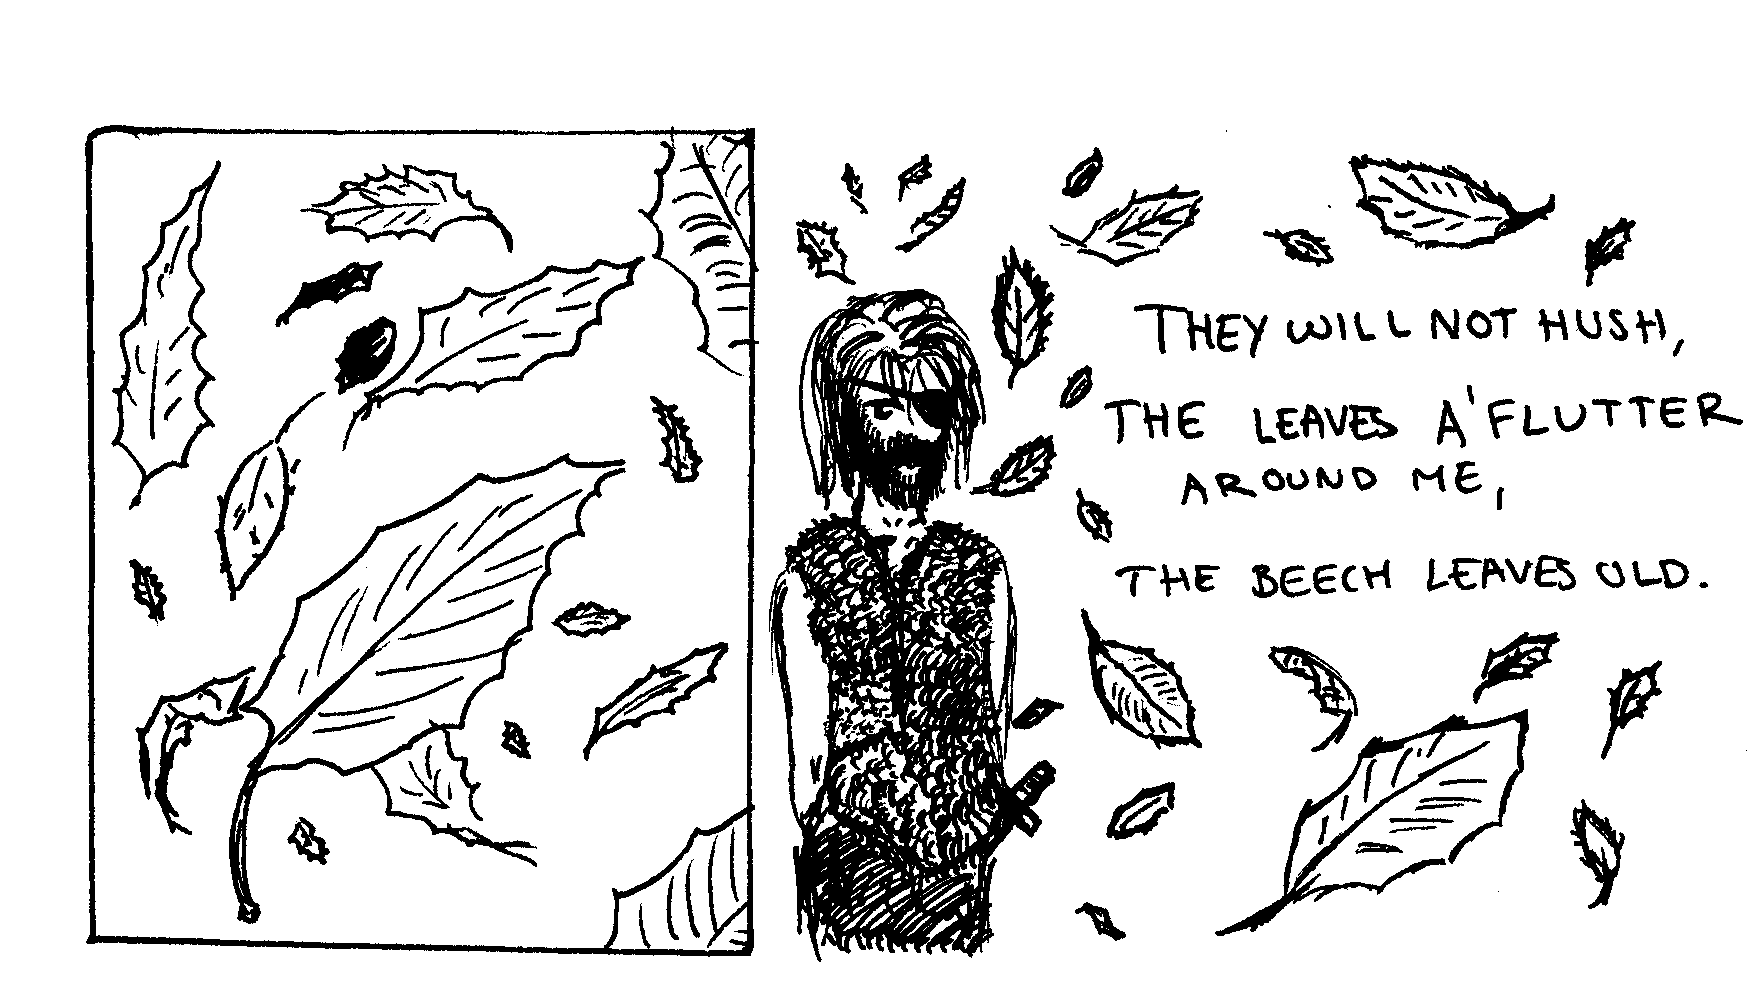 THEY WILL NOT HUSH,
THE LEAVES A'FLUTTER
AROUND ME,
THE BEECH LEAVES OLD.